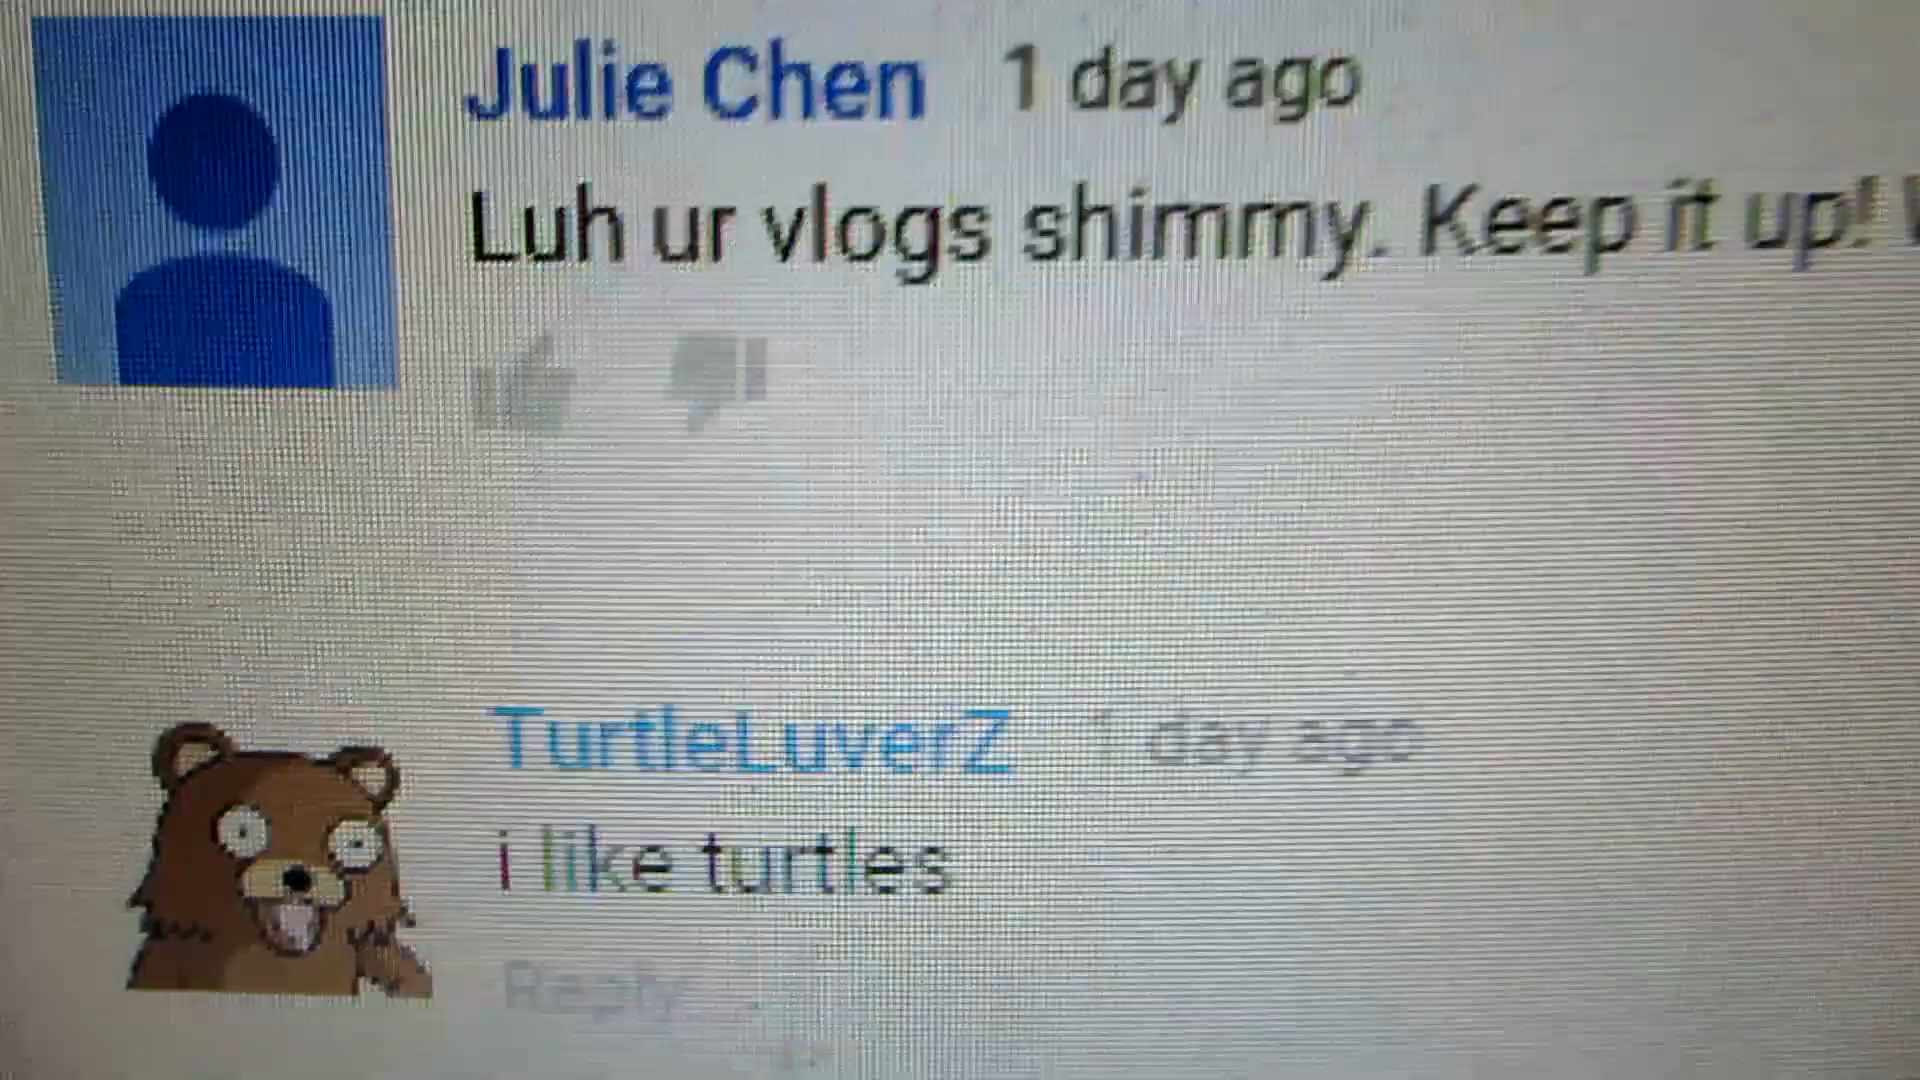 Julie Chen 1 day ago
Luh ur vlogs shimmy. Keep it up!
TurtleLuverZ 1 day ago
i like turtles
Reply